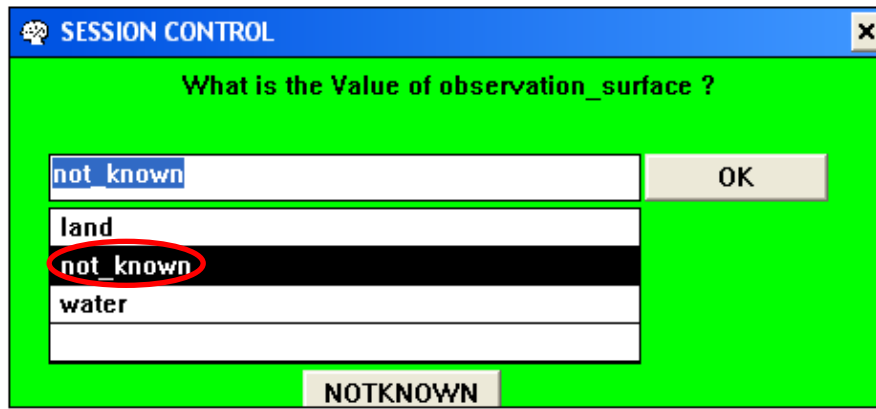 SESSION CONTROL
What is the Value of observation_surface ?
not_known
OK
land
not_known
water
NOTKNOWN